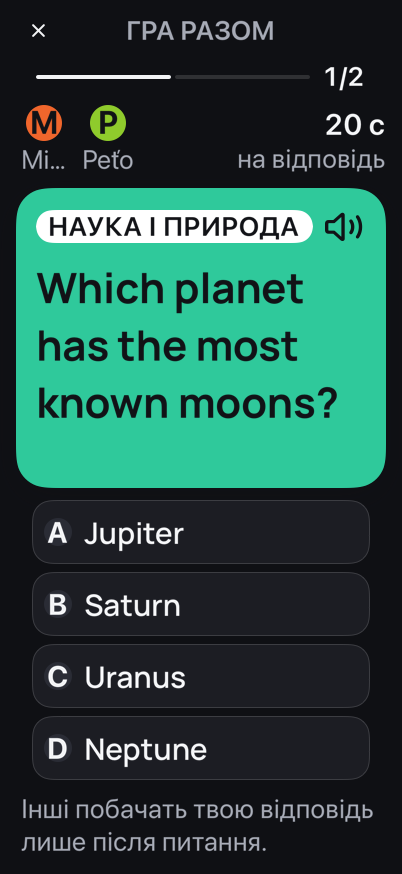 ГРА РАЗОМ
1/2
M P
Mi... Peťo
20 с
на відповідь
НАУКА І ПРИРОДА
Which planet
has the most
known moons?
A Jupiter
B Saturn
C Uranus
D Neptune
Інші побачать твою відповідь
лише після питання.